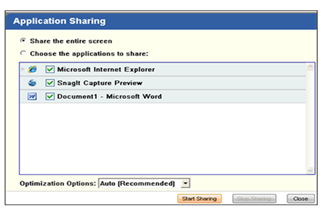 Application Sharing
Share the entire screen
Choose the applications to share:
Microsoft Internet Explorer
SnagIt Capture Preview
Document1 - Microsoft Word
Optimization Options: Auto (Recommended)
Start Sharing Stop Sharing Close